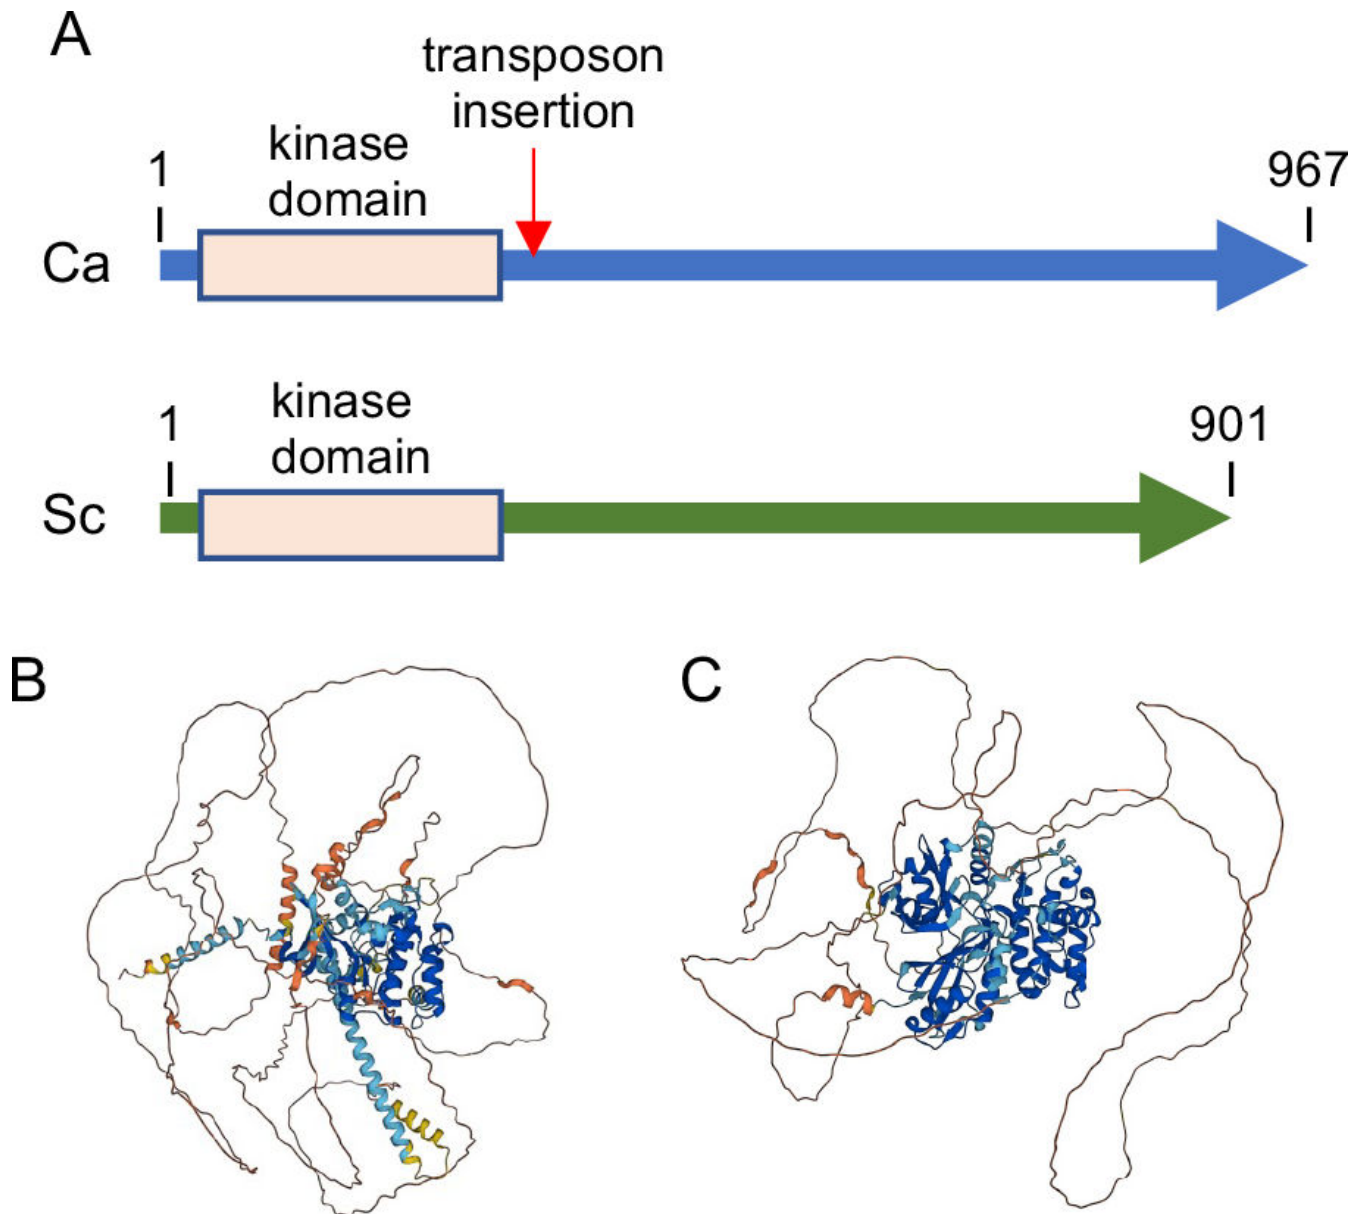 A
transposon
insertion
kinase
domain
1
967
Ca
kinase
domain
1
901
Sc
B
C